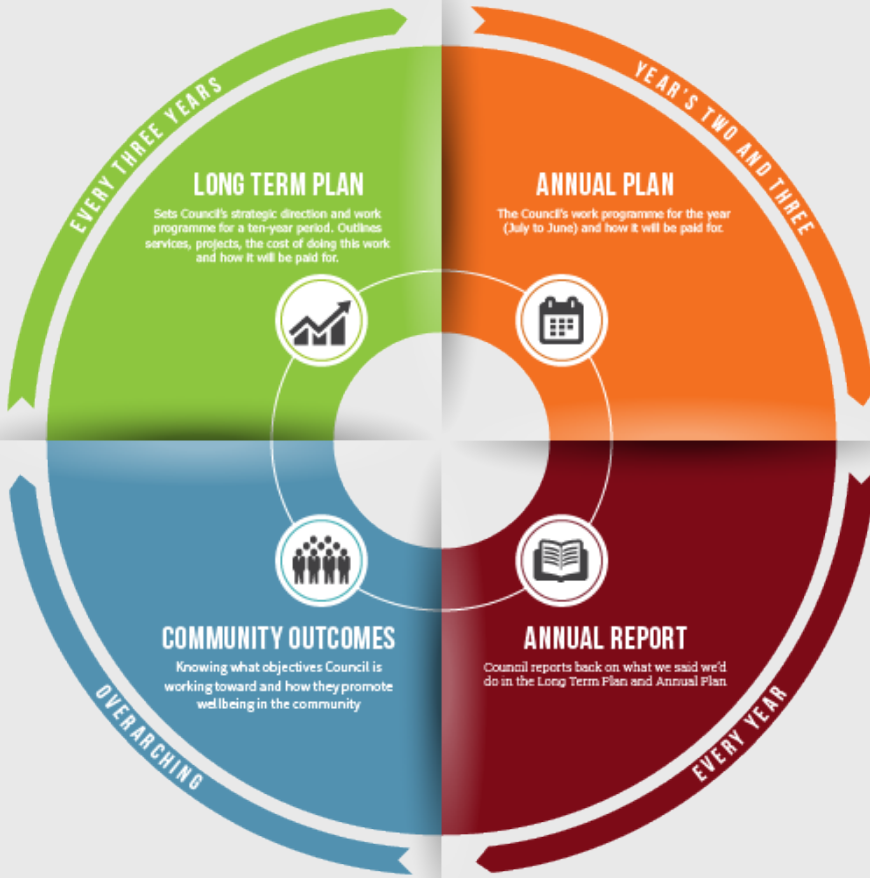 EVERY THREE YEARS
LONG TERM PLAN
Sets Council's strategic direction and work
programme for a ten-year period. Outlines
services, projects, the cost of doing this work
and how it will be paid for.
YEAR'S TWO AND THREE
ANNUAL PLAN
The Council's work programme for the year
(July to June) and how it will be paid for.
COMMUNITY OUTCOMES
Knowing what objectives Council is
working toward and how they promote
wellbeing in the community
OVERARCHING
ANNUAL REPORT
Council reports back on what we said we'd
do in the Long Term Plan and Annual Plan
EVERY YEAR